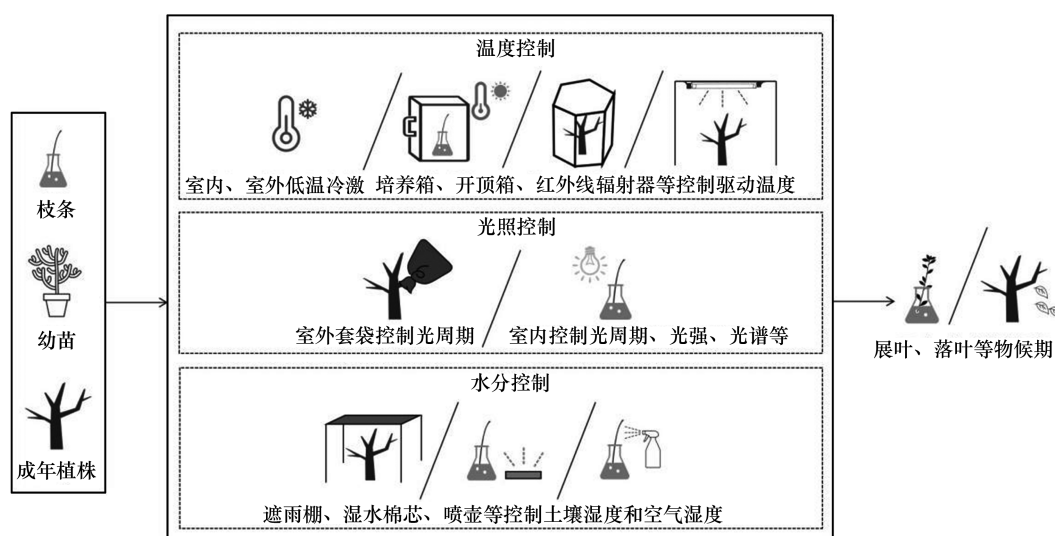 枝条
幼苗
成年植株
温度控制
室内、室外低温冷激 培养箱、开顶箱、红外线辐射器等控制驱动温度
光照控制
室外套袋控制光周期
室内控制光周期、光强、光谱等
水分控制
遮雨棚、湿水棉芯、喷壶等控制土壤湿度和空气湿度
展叶、落叶等物候期